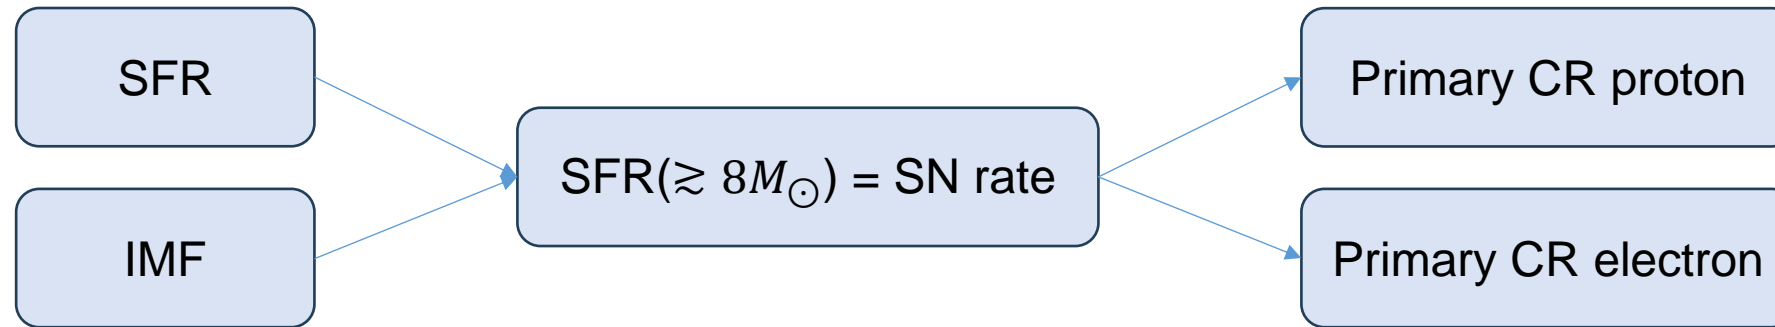 SFR
IMF
SFR(≳ 8𝑀⊙) = SN rate
Primary CR proton
Primary CR electron